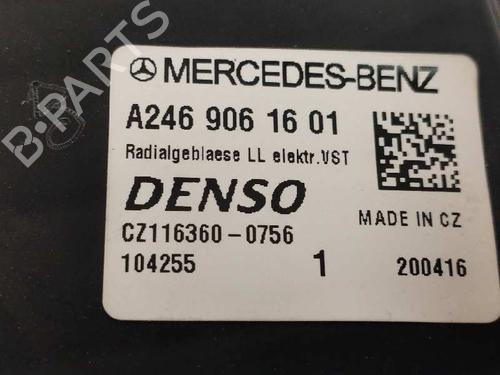 MERCEDES-BENZ
A246 906 16 01
Radialgeblaese LL elektr.VST
DENSO
MADE IN CZ
CZ116360-0756
104255 1 200416
B-PARTS